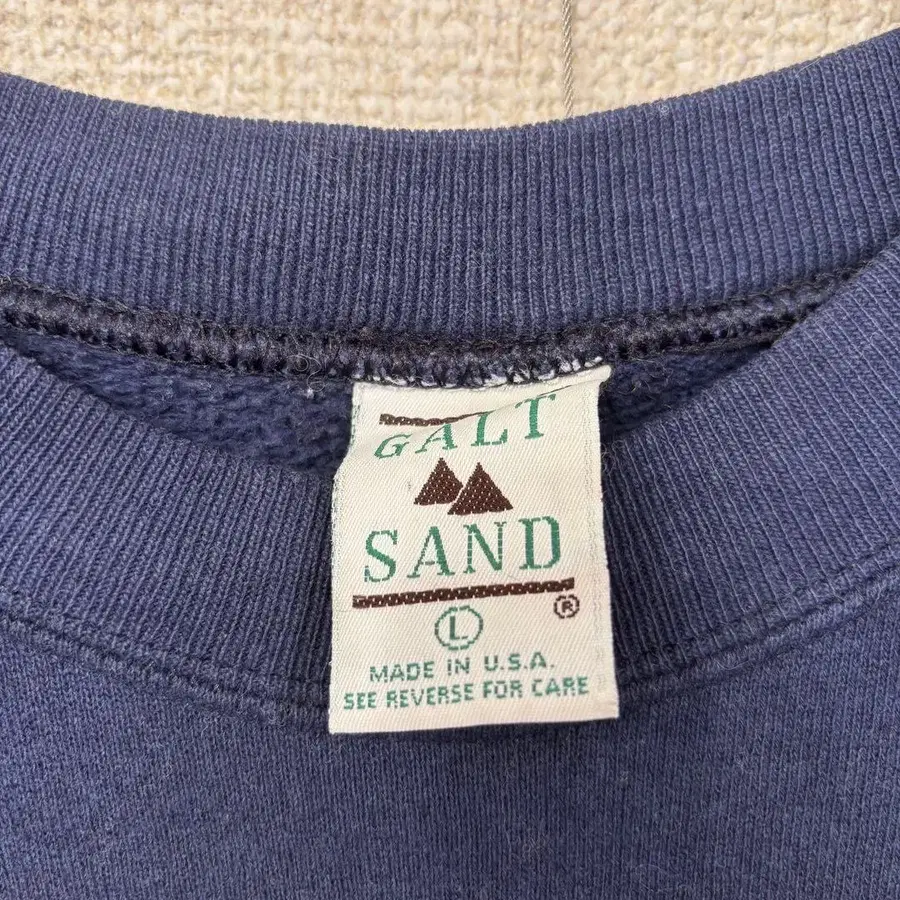 GALT
SAND
®
L
MADE IN U.S.A.
SEE REVERSE FOR CARE